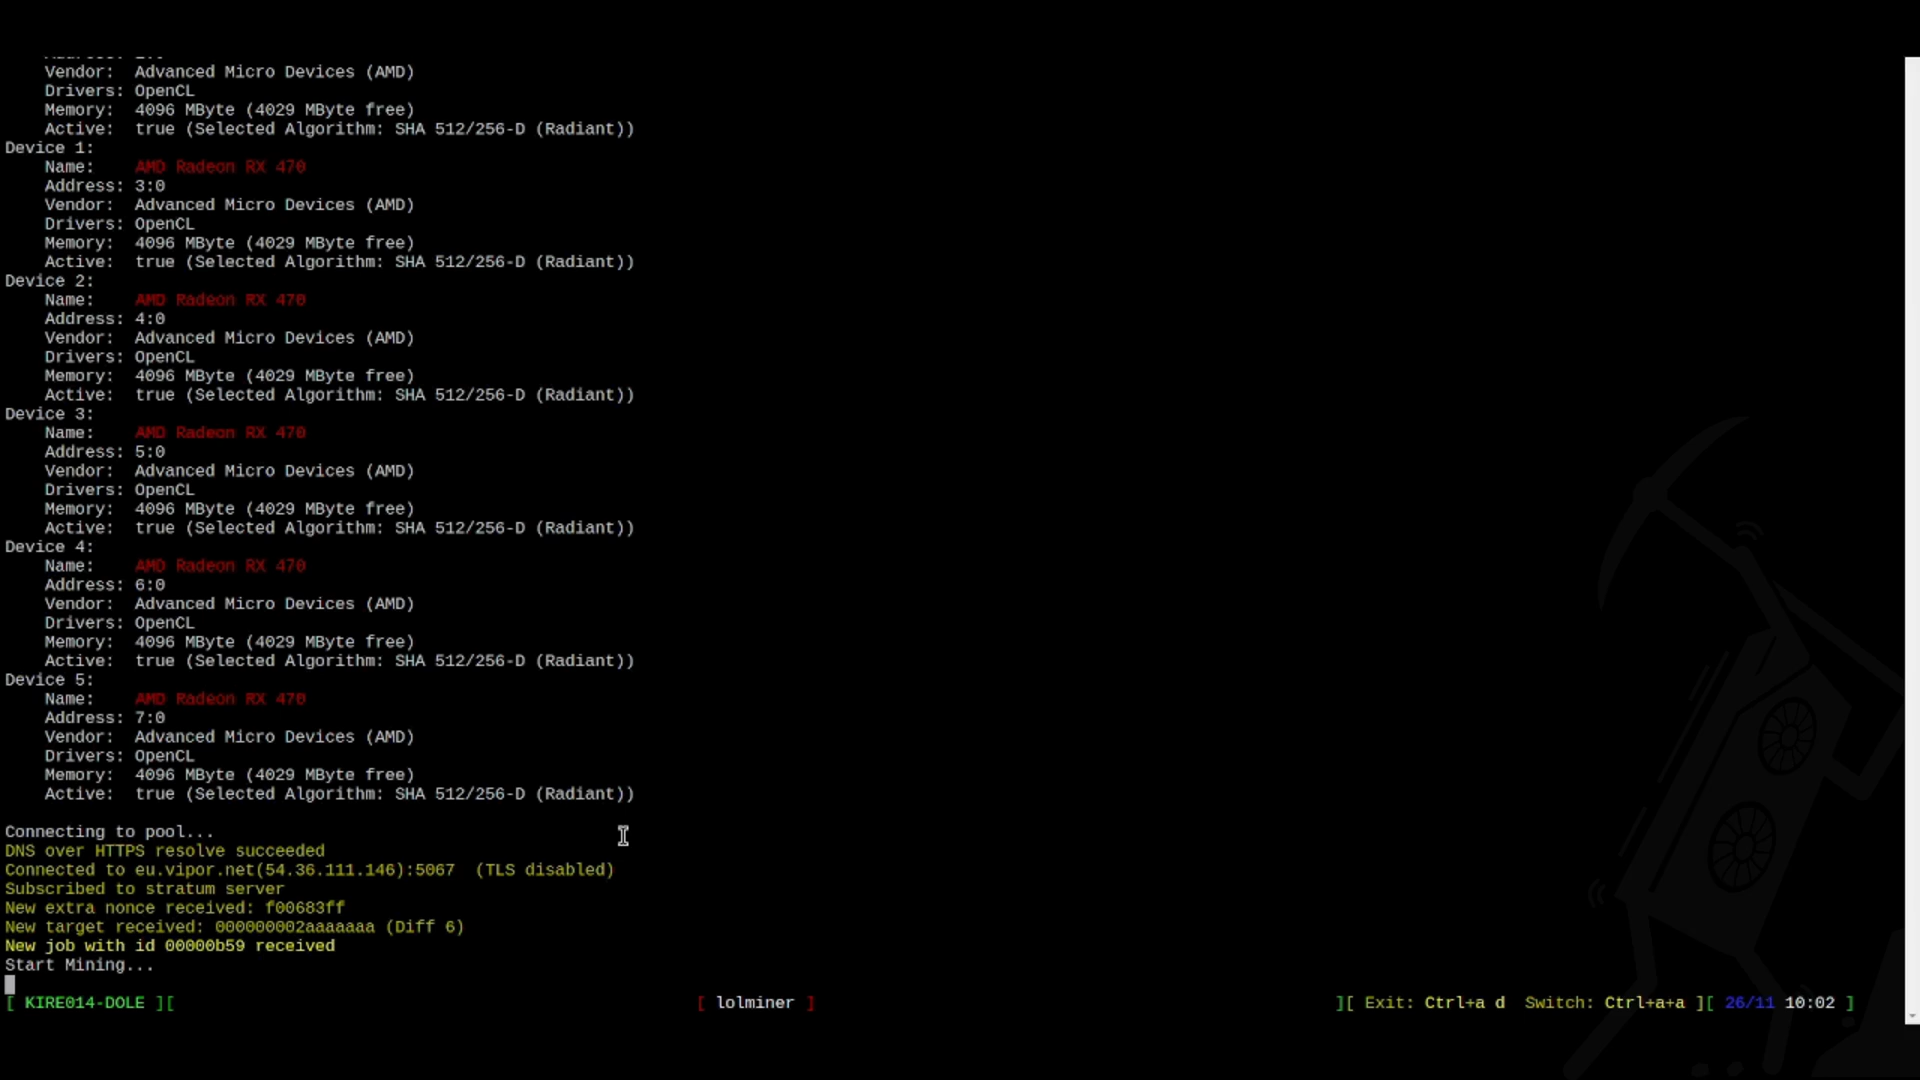 Vendor: Advanced Micro Devices (AMD)
Drivers: OpenCL
Memory: 4096 MByte (4029 MByte free)
Active: true (Selected Algorithm: SHA 512/256-D (Radiant))
Device 1:
Name: AMD Radeon RX 470
Address: 3:0
Vendor: Advanced Micro Devices (AMD)
Drivers: OpenCL
Memory: 4096 MByte (4029 MByte free)
Active: true (Selected Algorithm: SHA 512/256-D (Radiant))
Device 2:
Name: AMD Radeon RX 470
Address: 4:0
Vendor: Advanced Micro Devices (AMD)
Drivers: OpenCL
Memory: 4096 MByte (4029 MByte free)
Active: true (Selected Algorithm: SHA 512/256-D (Radiant))
Device 3:
Name: AMD Radeon RX 470
Address: 5:0
Vendor: Advanced Micro Devices (AMD)
Drivers: OpenCL
Memory: 4096 MByte (4029 MByte free)
Active: true (Selected Algorithm: SHA 512/256-D (Radiant))
Device 4:
Name: AMD Radeon RX 470
Address: 6:0
Vendor: Advanced Micro Devices (AMD)
Drivers: OpenCL
Memory: 4096 MByte (4029 MByte free)
Active: true (Selected Algorithm: SHA 512/256-D (Radiant))
Device 5:
Name: AMD Radeon RX 470
Address: 7:0
Vendor: Advanced Micro Devices (AMD)
Drivers: OpenCL
Memory: 4096 MByte (4029 MByte free)
Active: true (Selected Algorithm: SHA 512/256-D (Radiant))
Connecting to pool...
DNS over HTTPS resolve succeeded
Connected to eu.vipor.net(54.36.111.146):5067 (TLS disabled)
Subscribed to stratum server
New extra nonce received: f00683ff
New target received: 000000002aaaaaaa (Diff 6)
New job with id 00000b59 received
Start Mining...
[ KIRE014-DOLE ][ [ lolminer ] ][ Exit: Ctrl+a d Switch: Ctrl+a+a ][ 26/11 10:02 ]